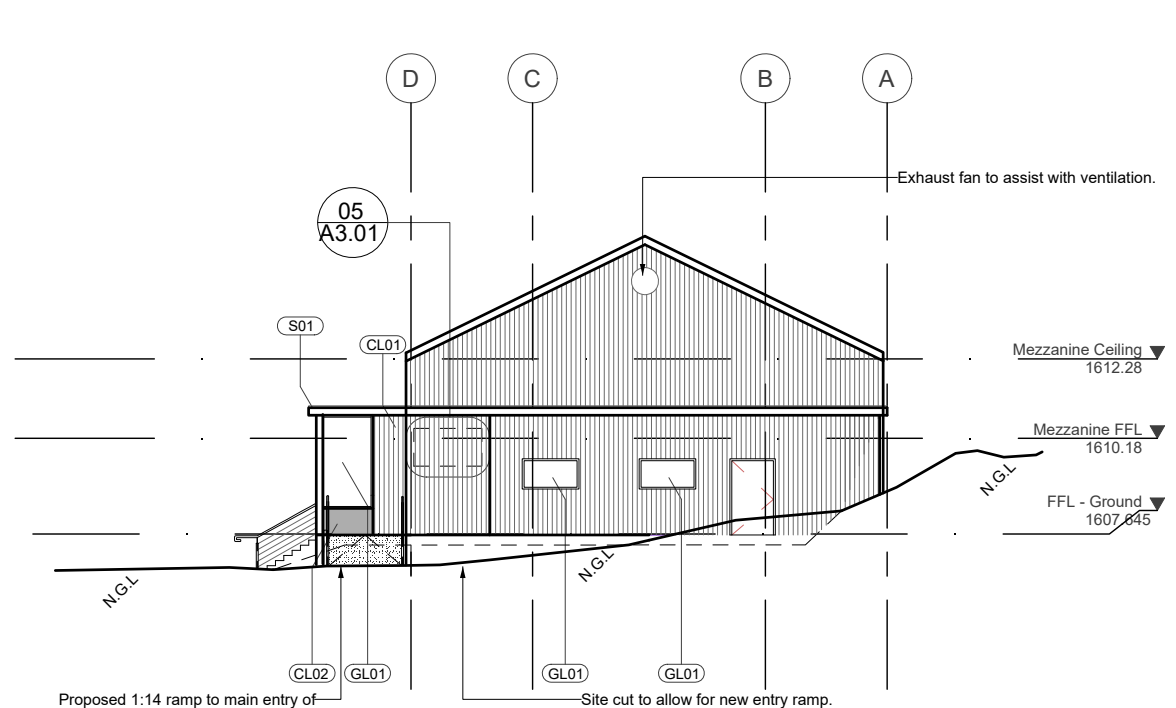 D
C
B
A
Exhaust fan to assist with ventilation.
05
A3.01
S01
CL01
Mezzanine Ceiling
1612.28
Mezzanine FFL
1610.18
N.G.L
FFL - Ground
1607.645
N.G.L
N.G.L
CL02
GL01
GL01
GL01
Proposed 1:14 ramp to main entry of
Site cut to allow for new entry ramp.